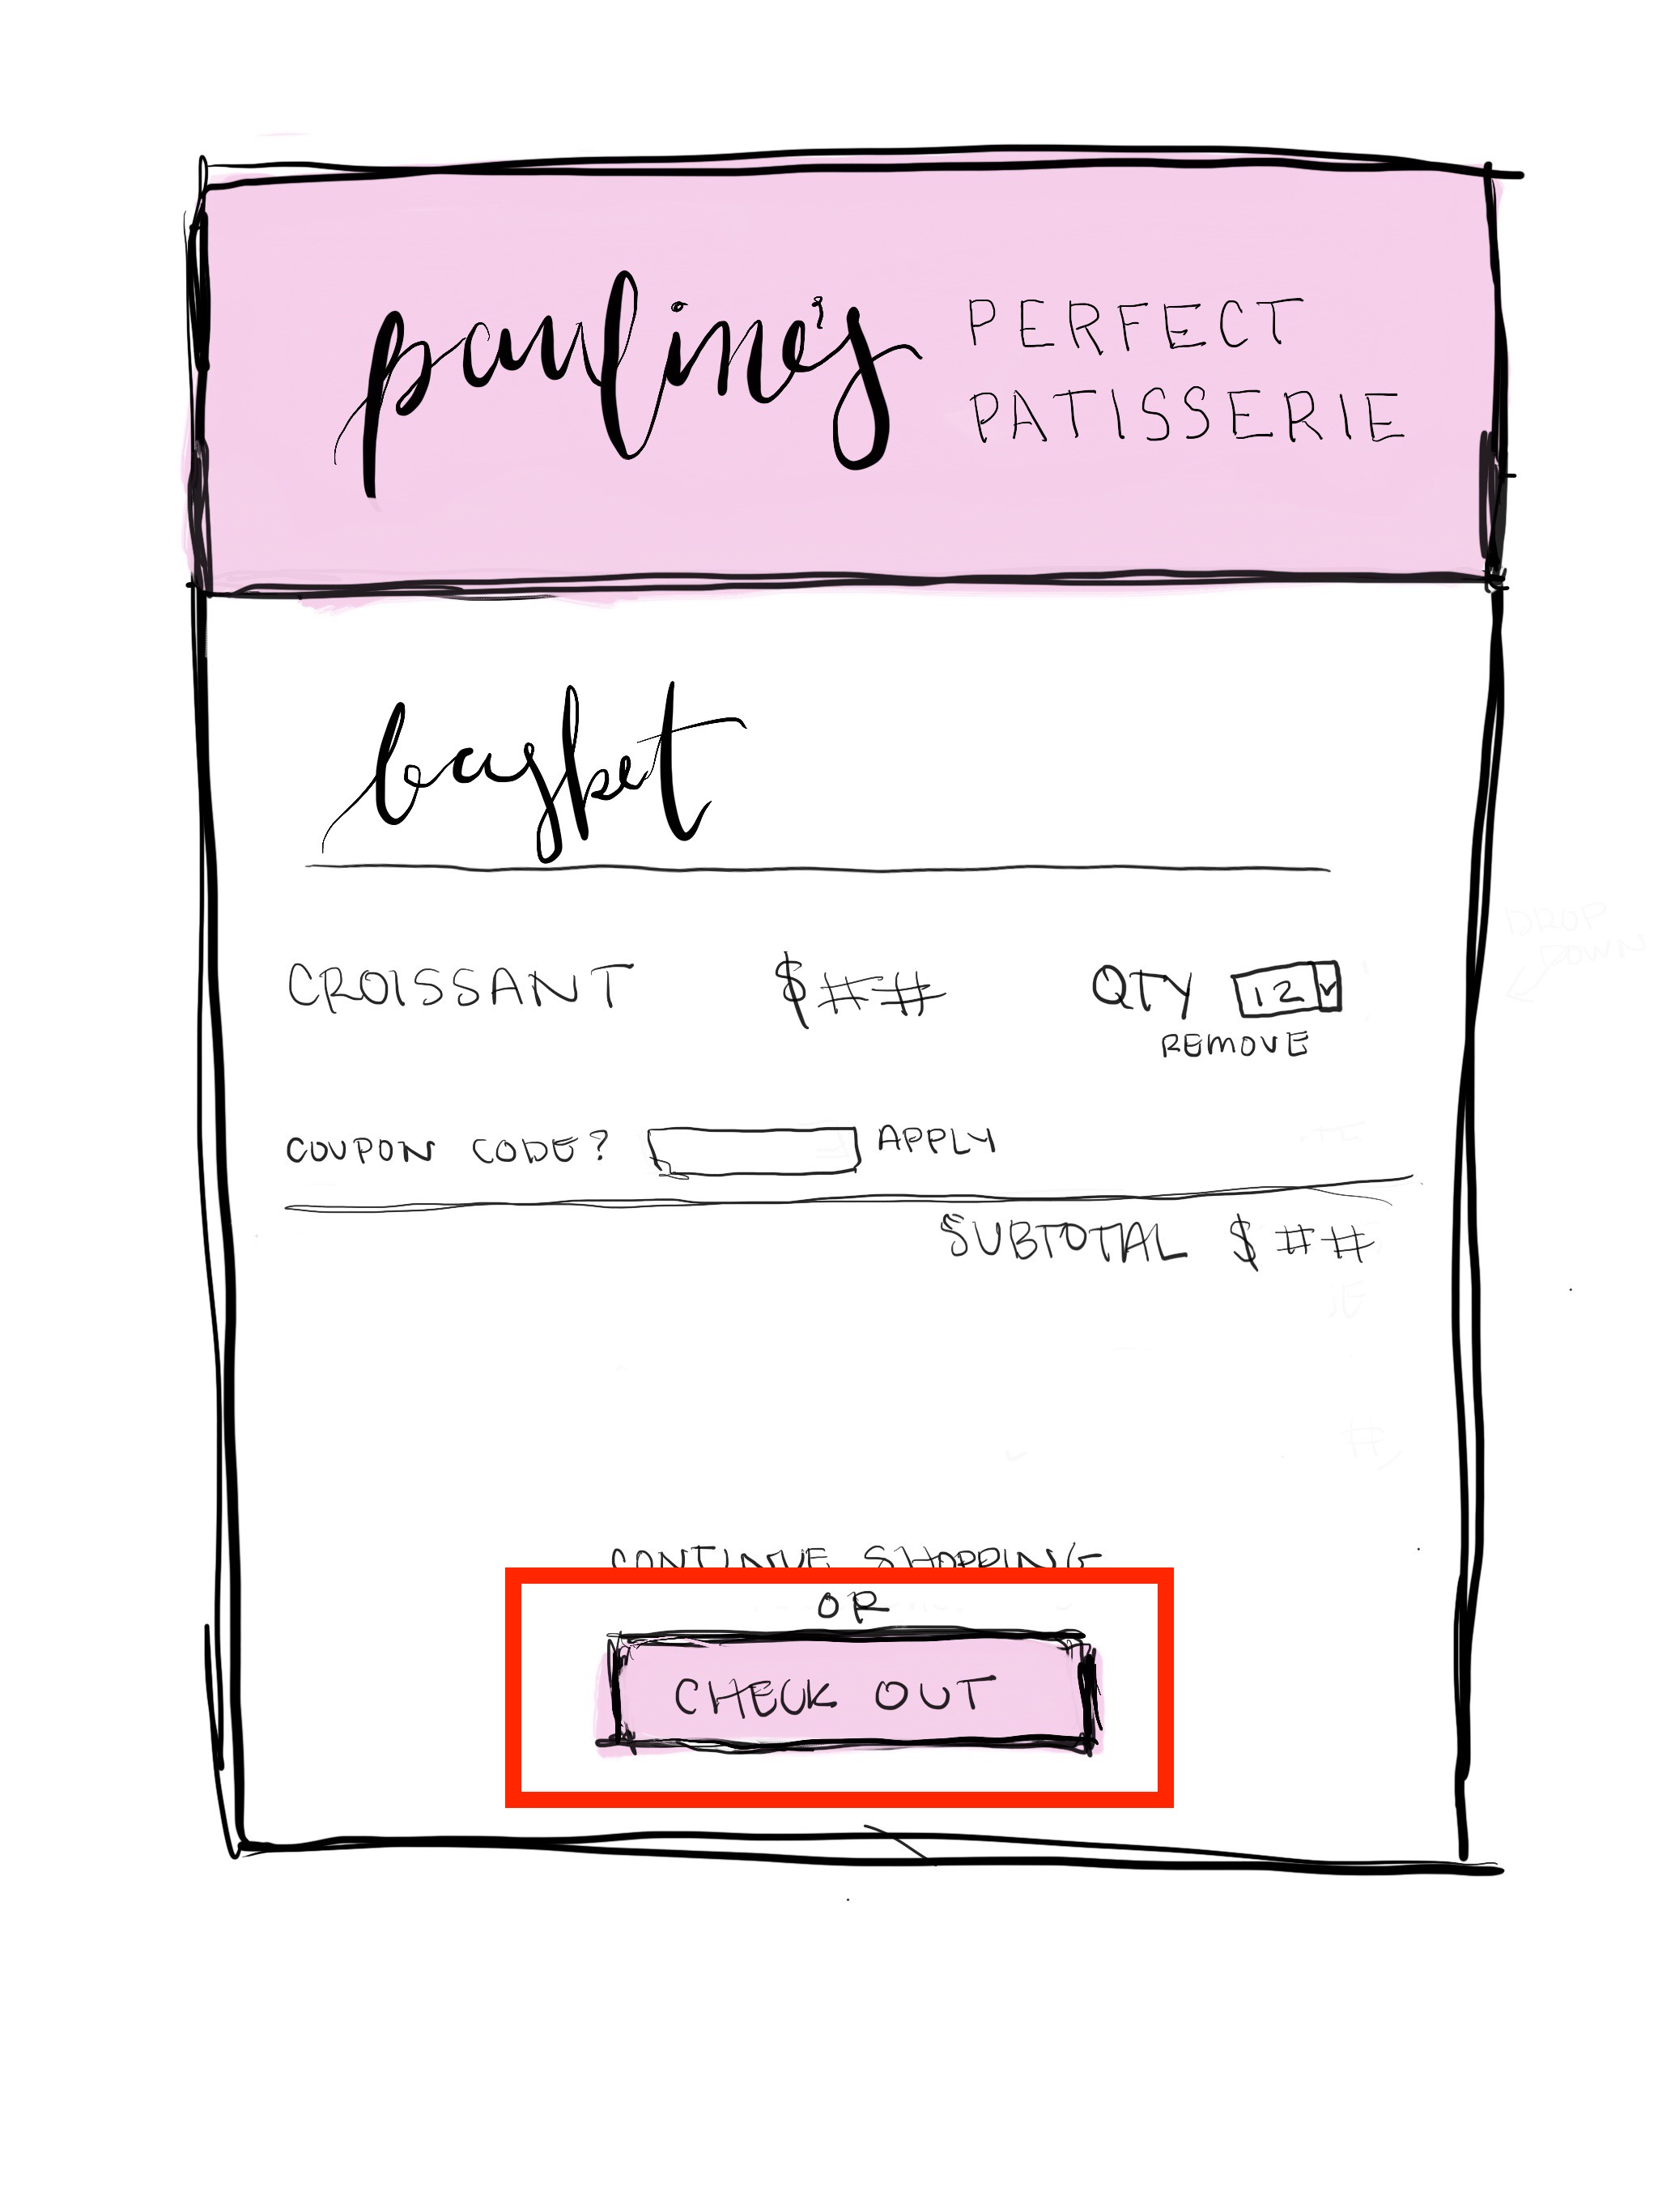 pauline's PERFECT
PATISSERIE
basket
CROISSANT $## QTY 12
REMOVE
COUPON CODE? APPLY
SUBTOTAL $##
CONTINUE SHOPPING
OR
CHECK OUT
DROP
DOWN